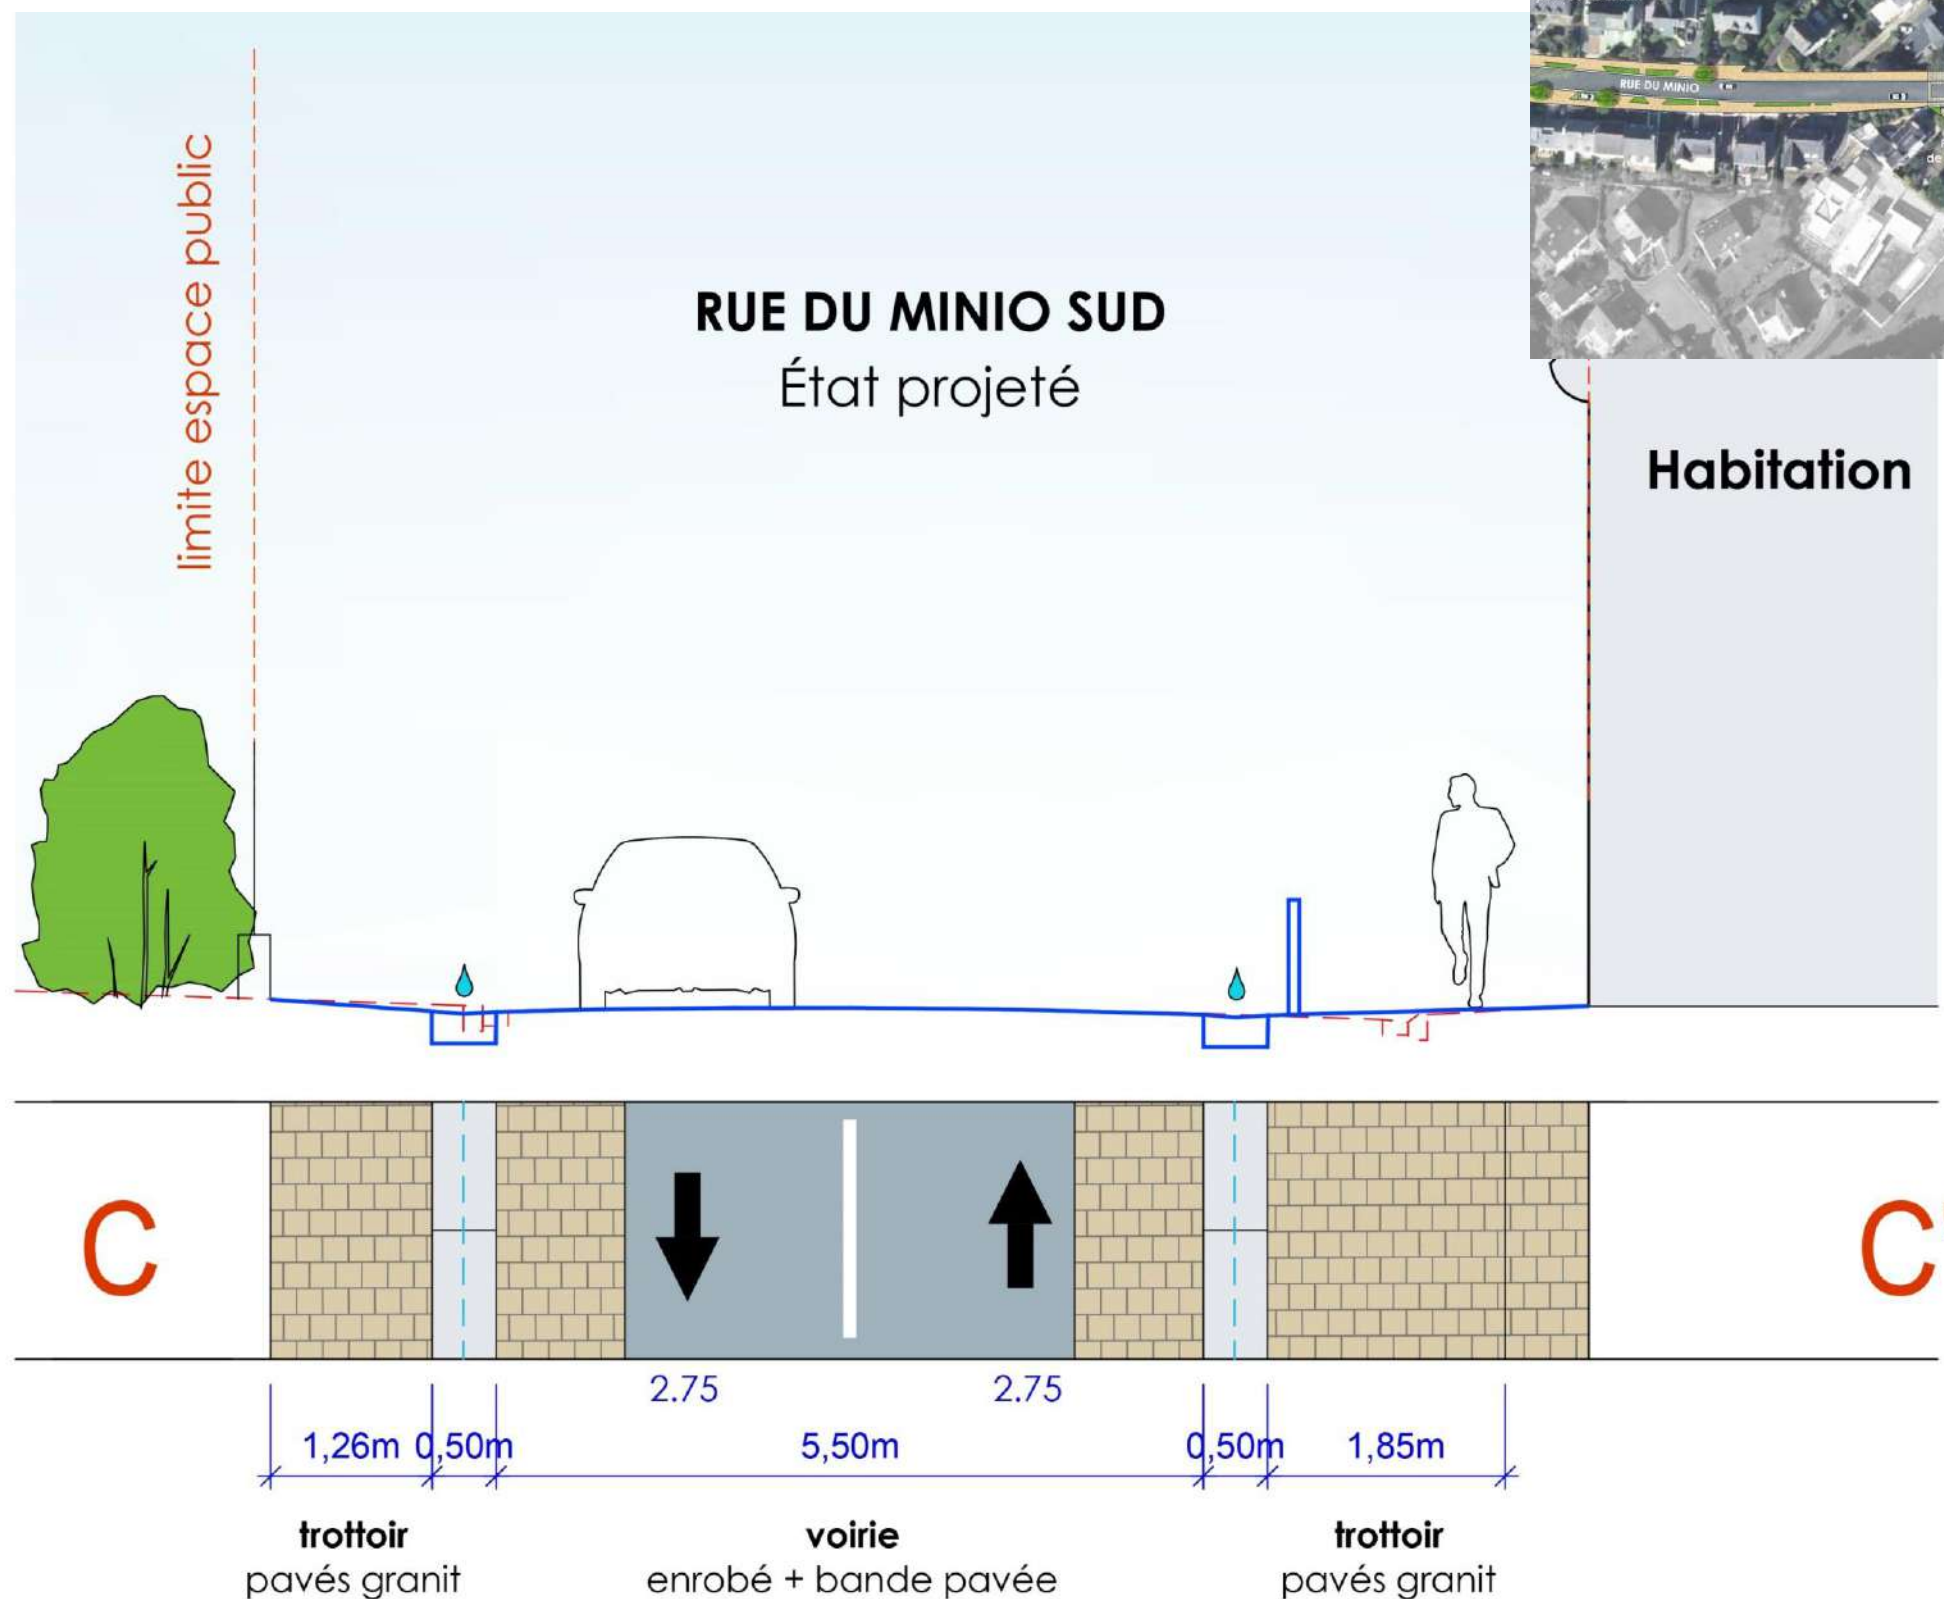 RUE DU MINIO
de
limite espace public
RUE DU MINIO SUD
État projeté
Habitation
C
C
2.75
2.75
1,26m
0,50m
5,50m
0,50m
1,85m
trottoir
pavés granit
voirie
enrobé + bande pavée
trottoir
pavés granit